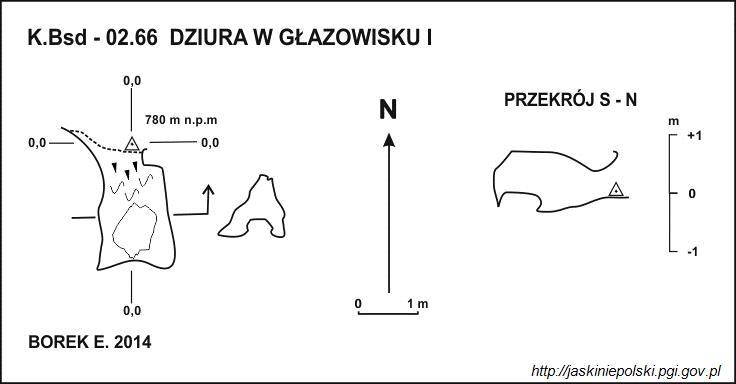 K.Bsd - 02.66 DZIURA W GŁAZOWISKU I
0,0
780 m n.p.m
0,0
0,0
0,0
N
0 1 m
PRZEKRÓJ S - N
m
+1
0
-1
BOREK E. 2014
http://jaskiniepolski.pgi.gov.pl